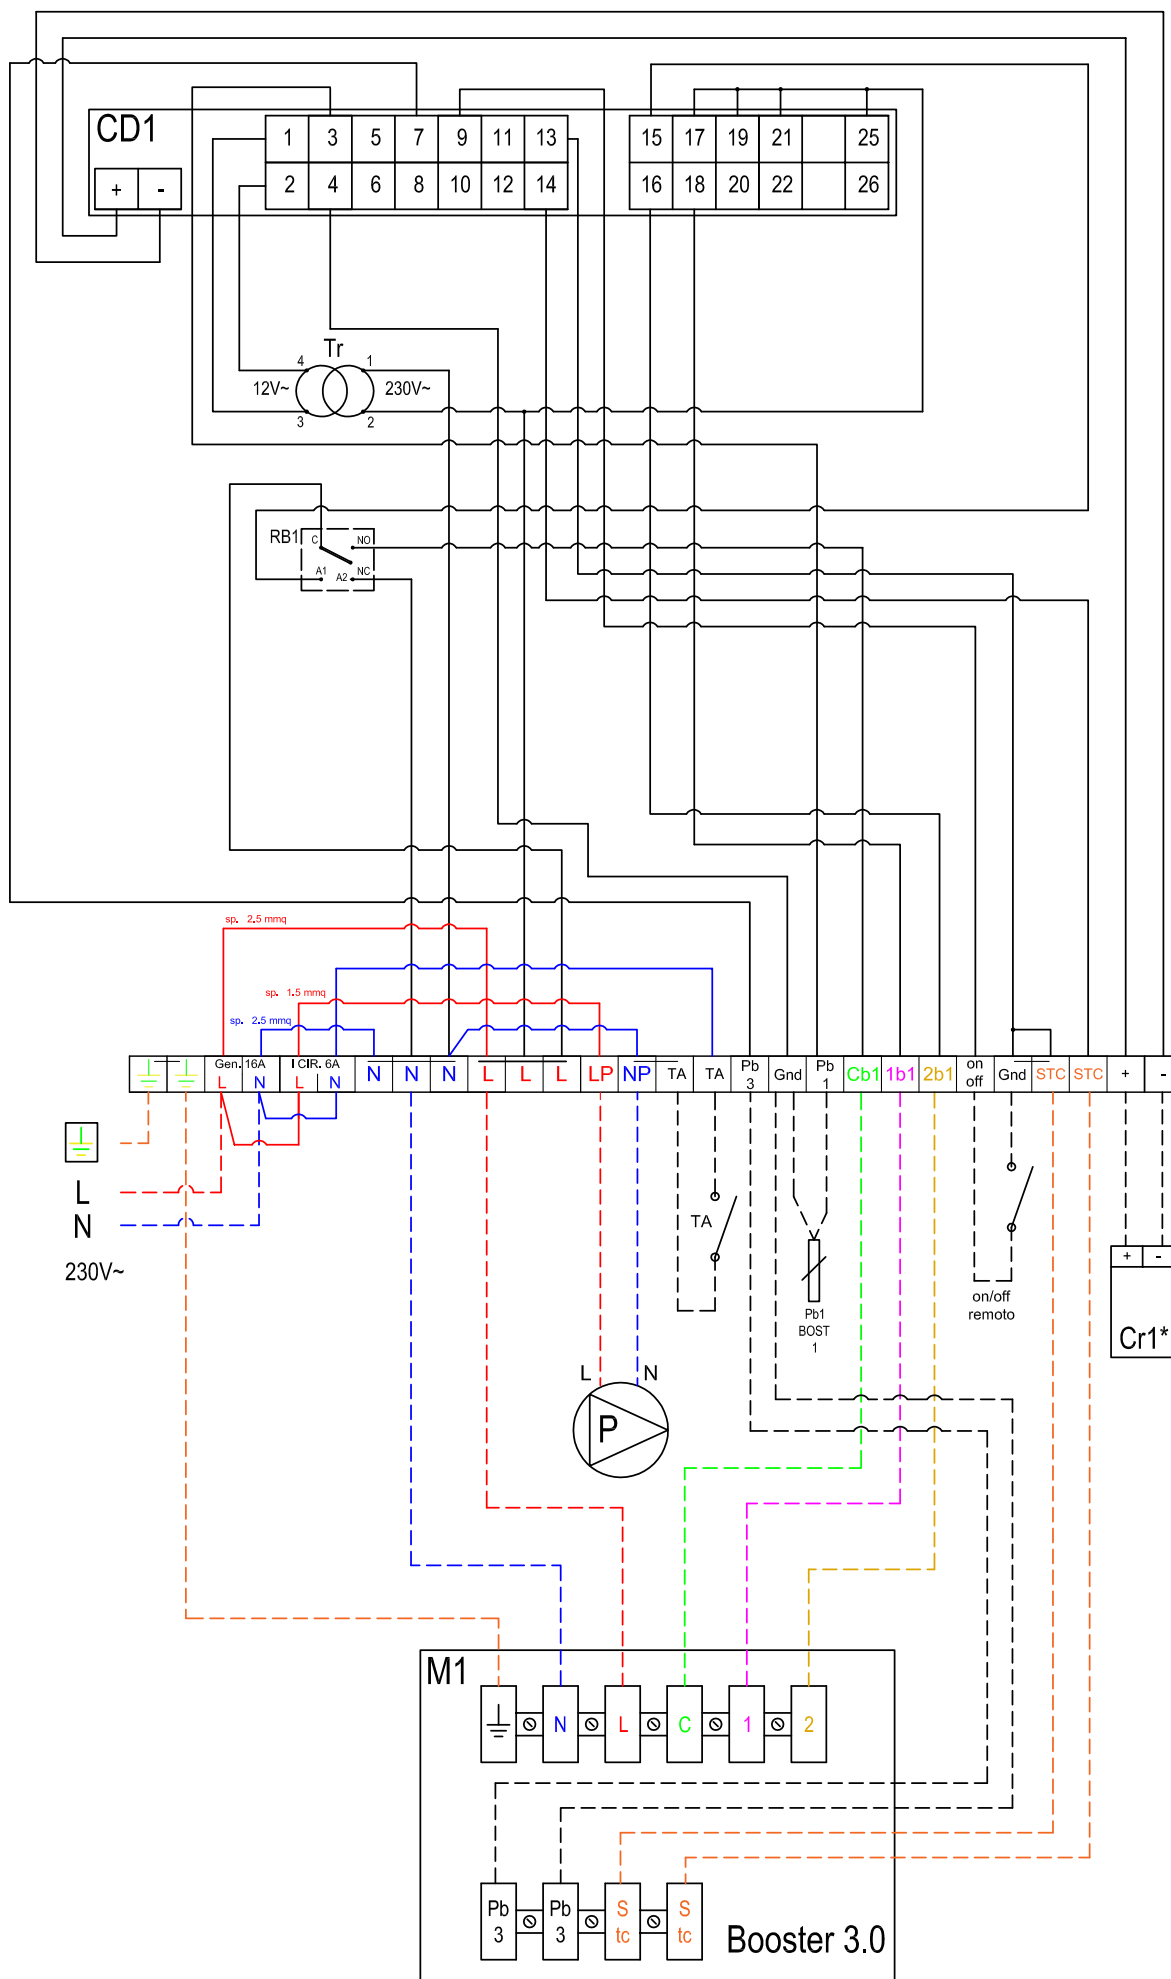 CD1
+ -
1 3 5 7 9 11 13
2 4 6 8 10 12 14
15 17 19 21 25
16 18 20 22 26
Tr
4 1
12V~ 230V~
3 2
RB1
C NO
A1 A2 NC
sp. 2.5 mmq
sp. 1.5 mmq
sp. 2.5 mmq
Gen. 16A I CIR. 6A
L N L N N N N L L L LP NP TA TA Pb 3 Gnd Pb 1 Cb1 1b1 2b1 on off Gnd STC STC + -
L
N
230V~
TA
Pb1
BOST
1
on/off
remoto
+ -
Cr1*
L N
P
M1
N L C 1 2
Pb 3 Pb 3 S tc S tc
Booster 3.0